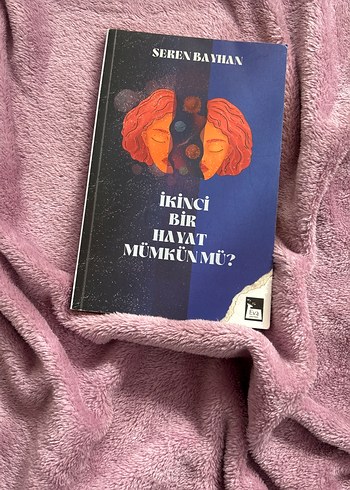 SEREN BAYHAN
İKİNCİ
BİR
HAYAT
MÜMKÜN MÜ?